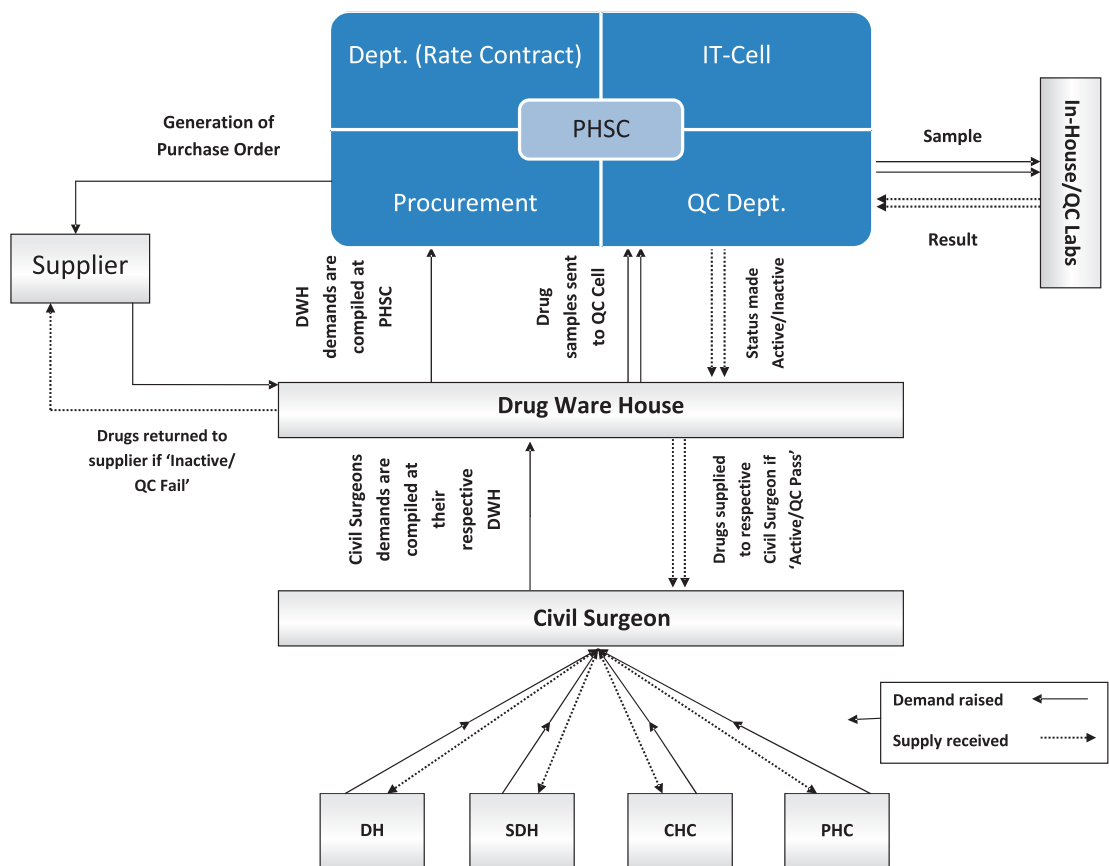 Dept. (Rate Contract)
IT-Cell
PHSC
Procurement
QC Dept.
Generation of
Purchase Order
Sample
Result
In-House/QC Labs
Supplier
DWH
demands are
compiled at
PHSC
Drug
samples sent
to QC Cell
Status made
Active/Inactive
Drug Ware House
Drugs returned to
supplier if ‘Inactive/
QC Fail’
Civil Surgeons
demands are
compiled at
their
respective
DWH
Drugs supplied
to respective
Civil Surgeon if
‘Active/QC Pass’
Civil Surgeon
Demand raised
Supply received
DH
SDH
CHC
PHC